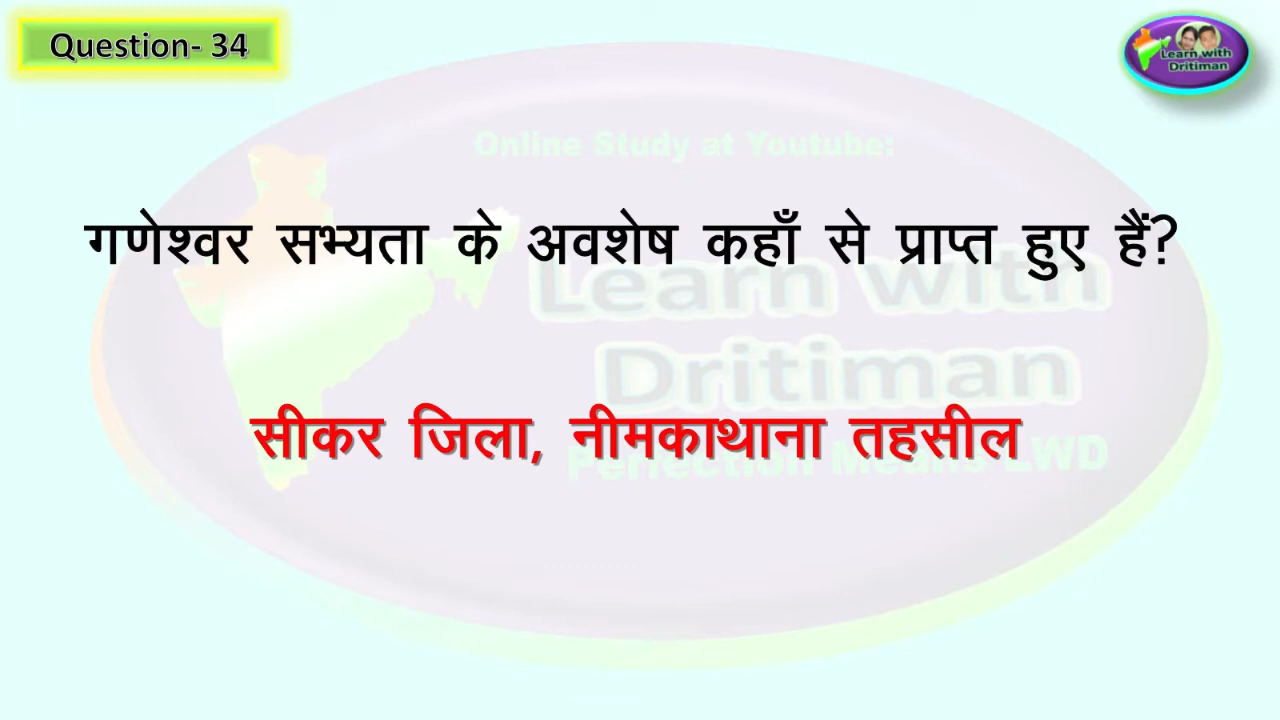 Question- 34
Learn with
Dritiman
Online Study at Youtube:
गणेश्वर सभ्यता के अवशेष कहाँ से प्राप्त हुए हैं?
Learn with
Dritiman
सीकर जिला, नीमकाथाना तहसील
Perfection Means LWD